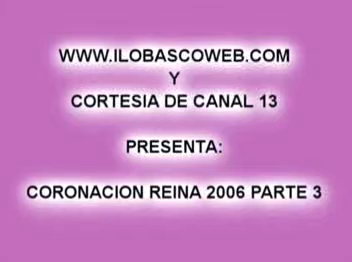 WWW.ILOBASCOWEB.COM
Y
CORTESIA DE CANAL 13
PRESENTA:
CORONACION REINA 2006 PARTE 3